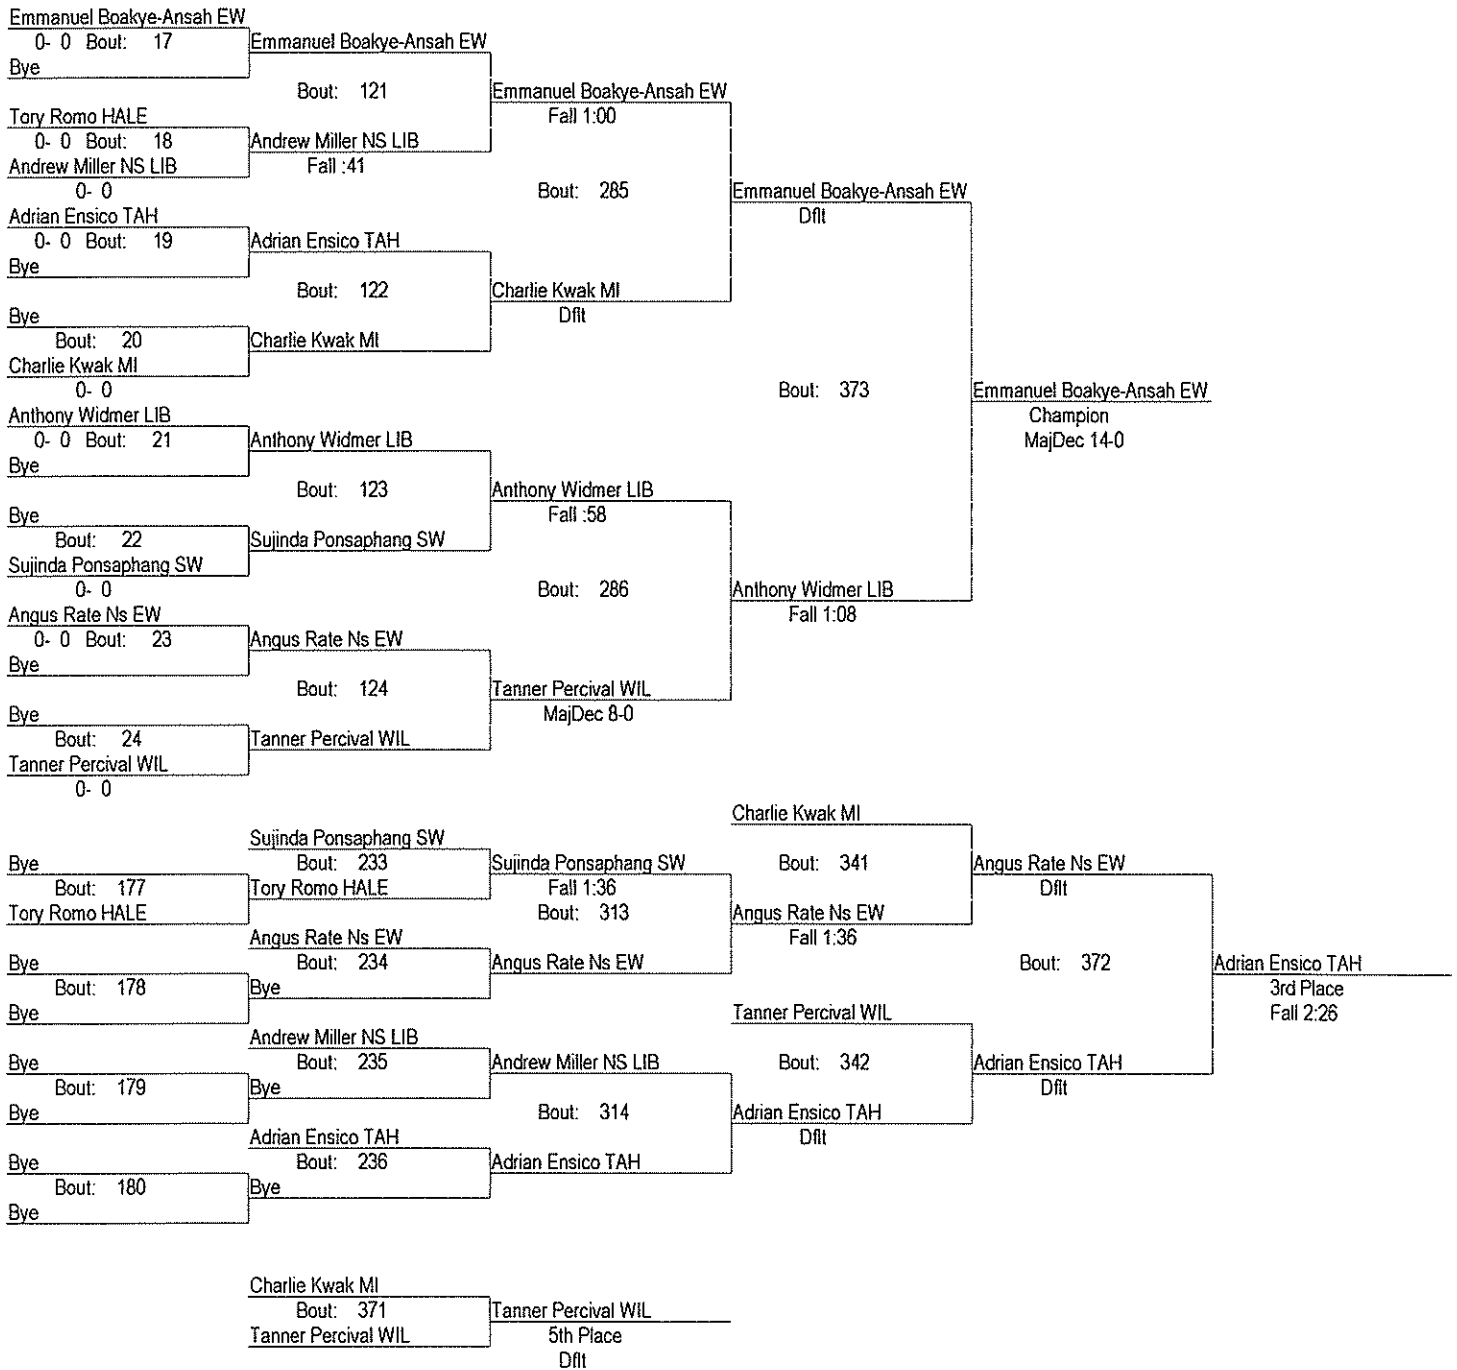 Emmanuel Boakye-Ansah EW
0- 0 Bout: 17
Bye
Emmanuel Boakye-Ansah EW
Bout: 121
Tory Romo HALE
0- 0 Bout: 18
Andrew Miller NS LIB
0- 0
Andrew Miller NS LIB
Fall :41
Emmanuel Boakye-Ansah EW
Fall 1:00
Bout: 285
Adrian Ensico TAH
0- 0 Bout: 19
Bye
Adrian Ensico TAH
Bout: 122
Bye
Bout: 20
Charlie Kwak MI
0- 0
Charlie Kwak MI
Charlie Kwak MI
Dflt
Emmanuel Boakye-Ansah EW
Dflt
Bout: 373
Anthony Widmer LIB
0- 0 Bout: 21
Bye
Anthony Widmer LIB
Bout: 123
Bye
Bout: 22
Sujinda Ponsaphang SW
0- 0
Sujinda Ponsaphang SW
Anthony Widmer LIB
Fall :58
Bout: 286
Angus Rate Ns EW
0- 0 Bout: 23
Bye
Angus Rate Ns EW
Bout: 124
Bye
Bout: 24
Tanner Percival WIL
0- 0
Tanner Percival WIL
Tanner Percival WIL
MajDec 8-0
Anthony Widmer LIB
Fall 1:08
Emmanuel Boakye-Ansah EW
Champion
MajDec 14-0
Bye
Bout: 177
Tory Romo HALE
Sujinda Ponsaphang SW
Bout: 233
Tory Romo HALE
Sujinda Ponsaphang SW
Fall 1:36
Bout: 313
Bye
Bout: 178
Bye
Angus Rate Ns EW
Bout: 234
Bye
Angus Rate Ns EW
Charlie Kwak MI
Bout: 341
Angus Rate Ns EW
Fall 1:36
Angus Rate Ns EW
Dflt
Bout: 372
Bye
Bout: 179
Bye
Andrew Miller NS LIB
Bout: 235
Bye
Andrew Miller NS LIB
Bout: 314
Bye
Bout: 180
Bye
Adrian Ensico TAH
Bout: 236
Bye
Adrian Ensico TAH
Tanner Percival WIL
Bout: 342
Adrian Ensico TAH
Dflt
Adrian Ensico TAH
Dflt
Adrian Ensico TAH
3rd Place
Fall 2:26
Charlie Kwak MI
Bout: 371
Tanner Percival WIL
Tanner Percival WIL
5th Place
Dflt